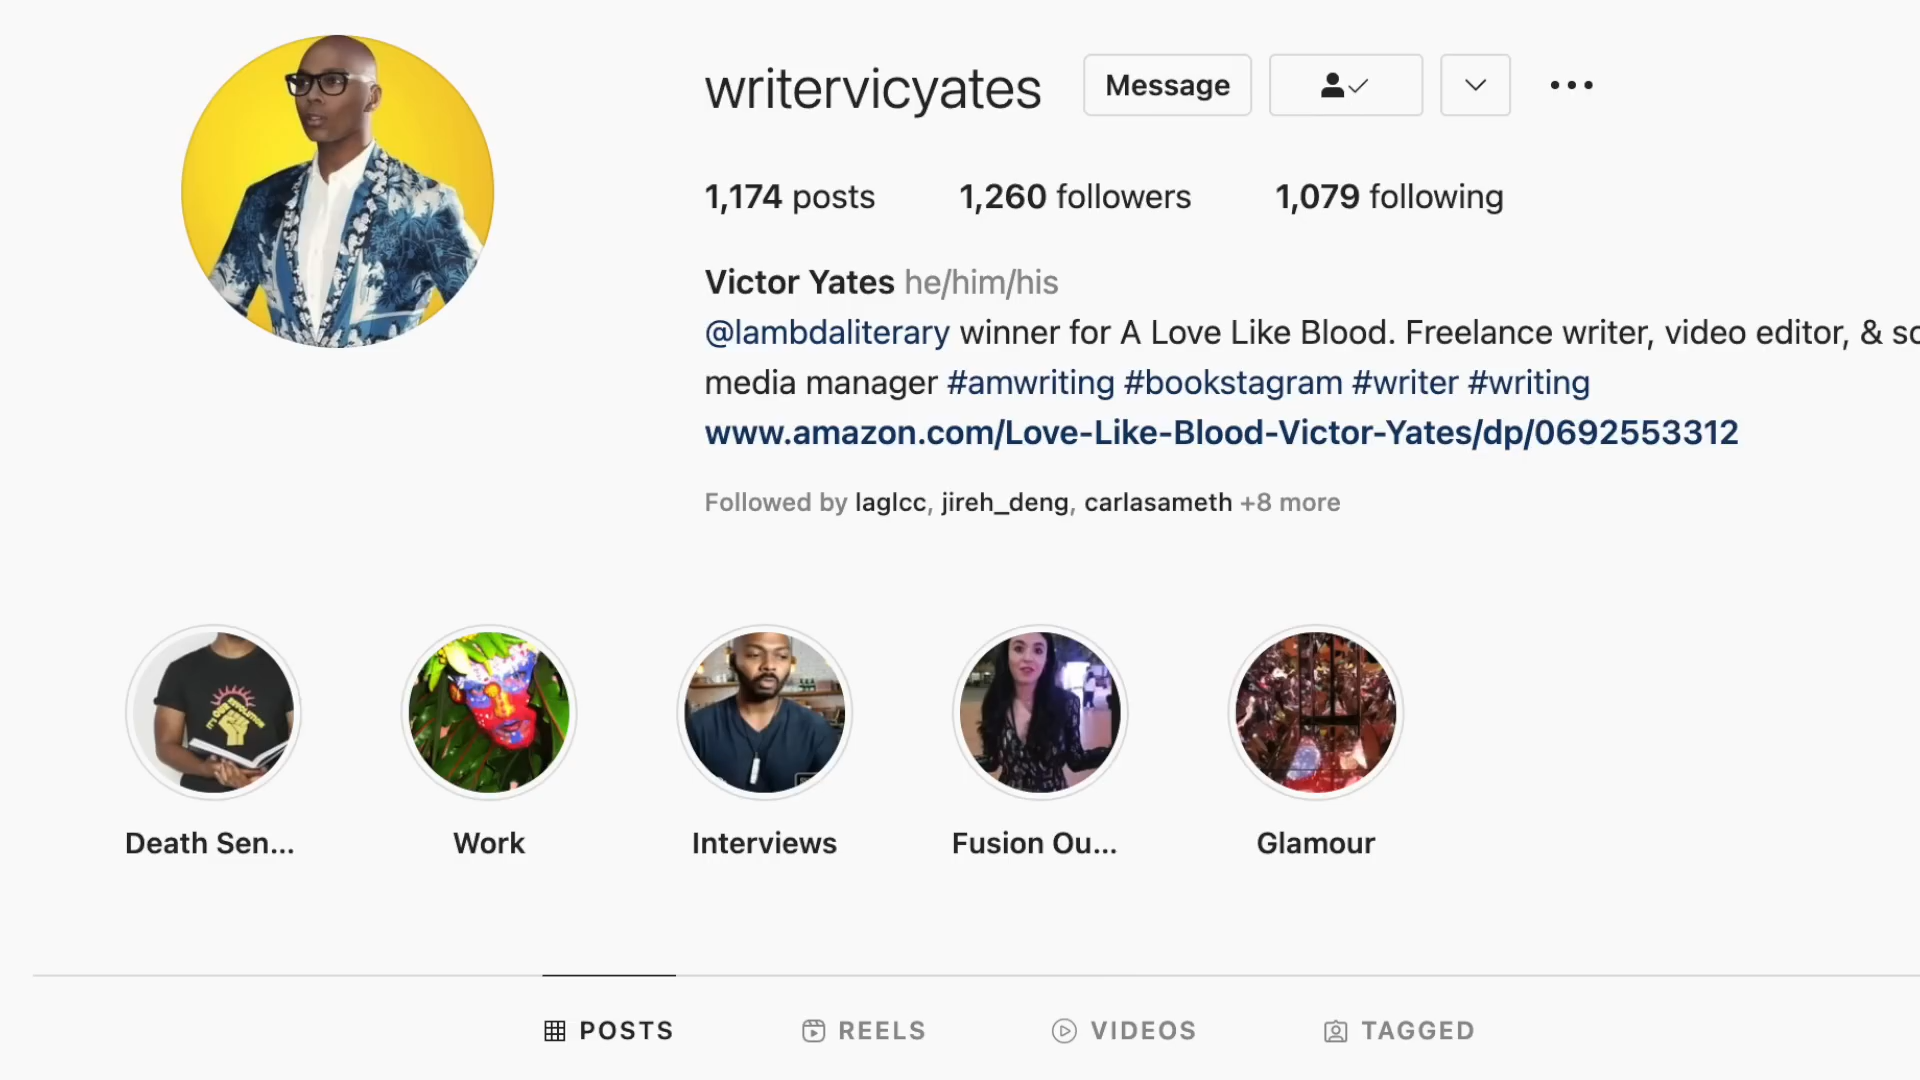 writervicyates
Message
1,174 posts 1,260 followers 1,079 following
Victor Yates he/him/his
@lambdaliterary winner for A Love Like Blood. Freelance writer, video editor, & so
media manager #amwriting #bookstagram #writer #writing
www.amazon.com/Love-Like-Blood-Victor-Yates/dp/0692553312
Followed by laglcc, jireh_deng, carlasameth +8 more
IT'S OUR REVOLUTION
Death Sen...
Work
Interviews
Fusion Ou...
Glamour
POSTS REELS VIDEOS TAGGED